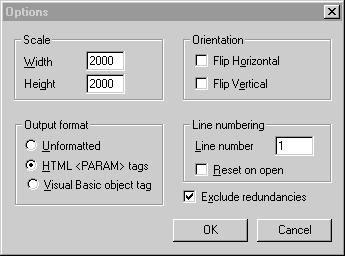 Options
Scale
Width 2000
Height 2000
Orientation
Flip Horizontal
Flip Vertical
Output format
Unformatted
HTML <PARAM> tags
Visual Basic object tag
Line numbering
Line number 1
Reset on open
Exclude redundancies
OK Cancel